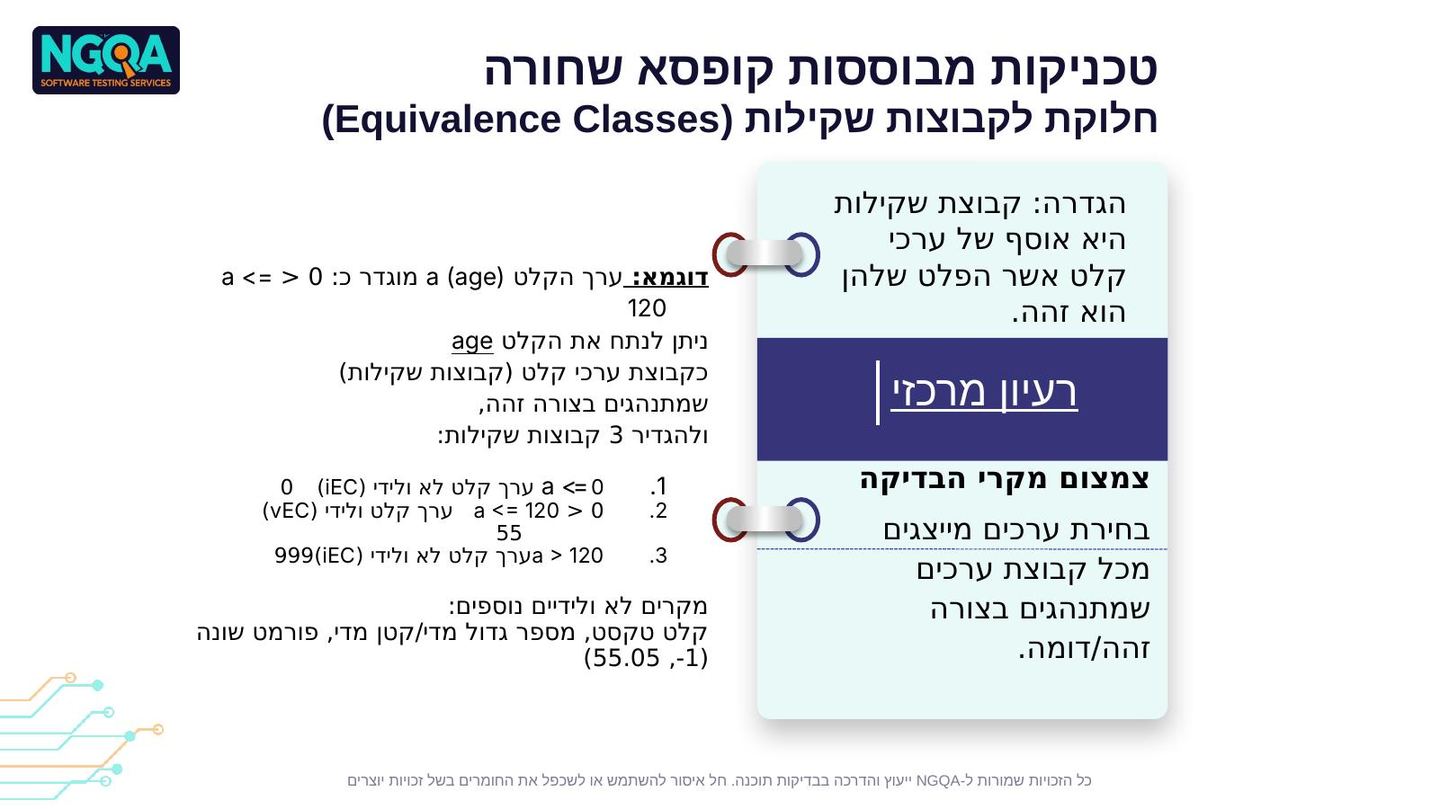 NGQA
SOFTWARE TESTING SERVICES
טכניקות מבוססות קופסא שחורה
חלוקת לקבוצות שקילות (Equivalence Classes)
הגדרה: קבוצת שקילות
היא אוסף של ערכי
קלט אשר הפלט שלהן
הוא זהה.
רעיון מרכזי
צמצום מקרי הבדיקה
בחירת ערכים מייצגים
מכל קבוצת ערכים
שמתנהגים בצורה
זהה/דומה.
דוגמא: ערך הקלט a (age) מוגדר כ: 0 < a <=
120
ניתן לנתח את הקלט age
כקבוצת ערכי קלט (קבוצות שקילות)
שמתנהגים בצורה זהה,
ולהגדיר 3 קבוצות שקילות:
1. a <= 0 ערך קלט לא ולידי (iEC) 0
2. 0 < a <= 120 ערך קלט ולידי (vEC)
55
3. a > 120ערך קלט לא ולידי (iEC)999
מקרים לא ולידיים נוספים:
קלט טקסט, מספר גדול מדי/קטן מדי, פורמט שונה
(-1, 55.05)
כל הזכויות שמורות ל-NGQA ייעוץ והדרכה בבדיקות תוכנה. חל איסור להשתמש או לשכפל את החומרים בשל זכויות יוצרים